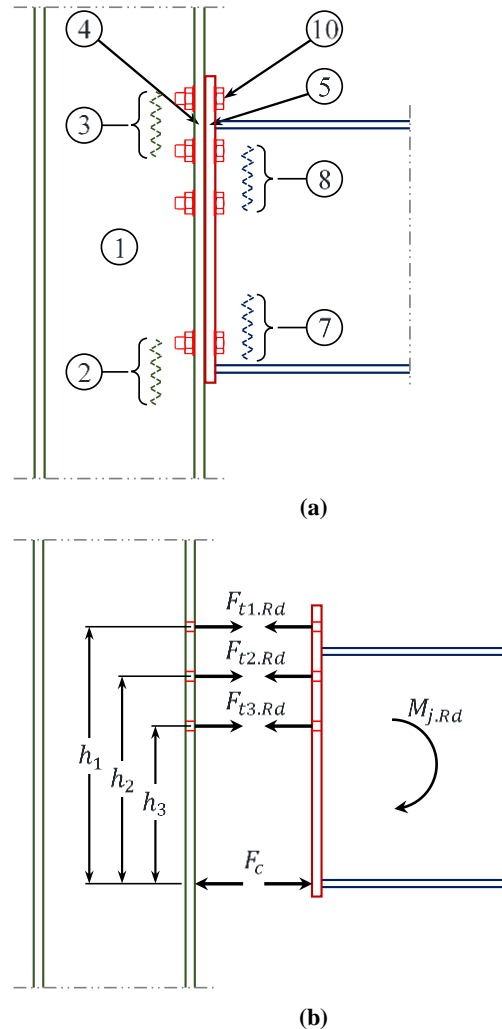 ④ ⑩
③ ⑤
⑧
①
② ⑦
(a)
F_{t1.Rd}
F_{t2.Rd}
F_{t3.Rd} M_{j.Rd}
h_1 h_2 h_3
F_c
(b)